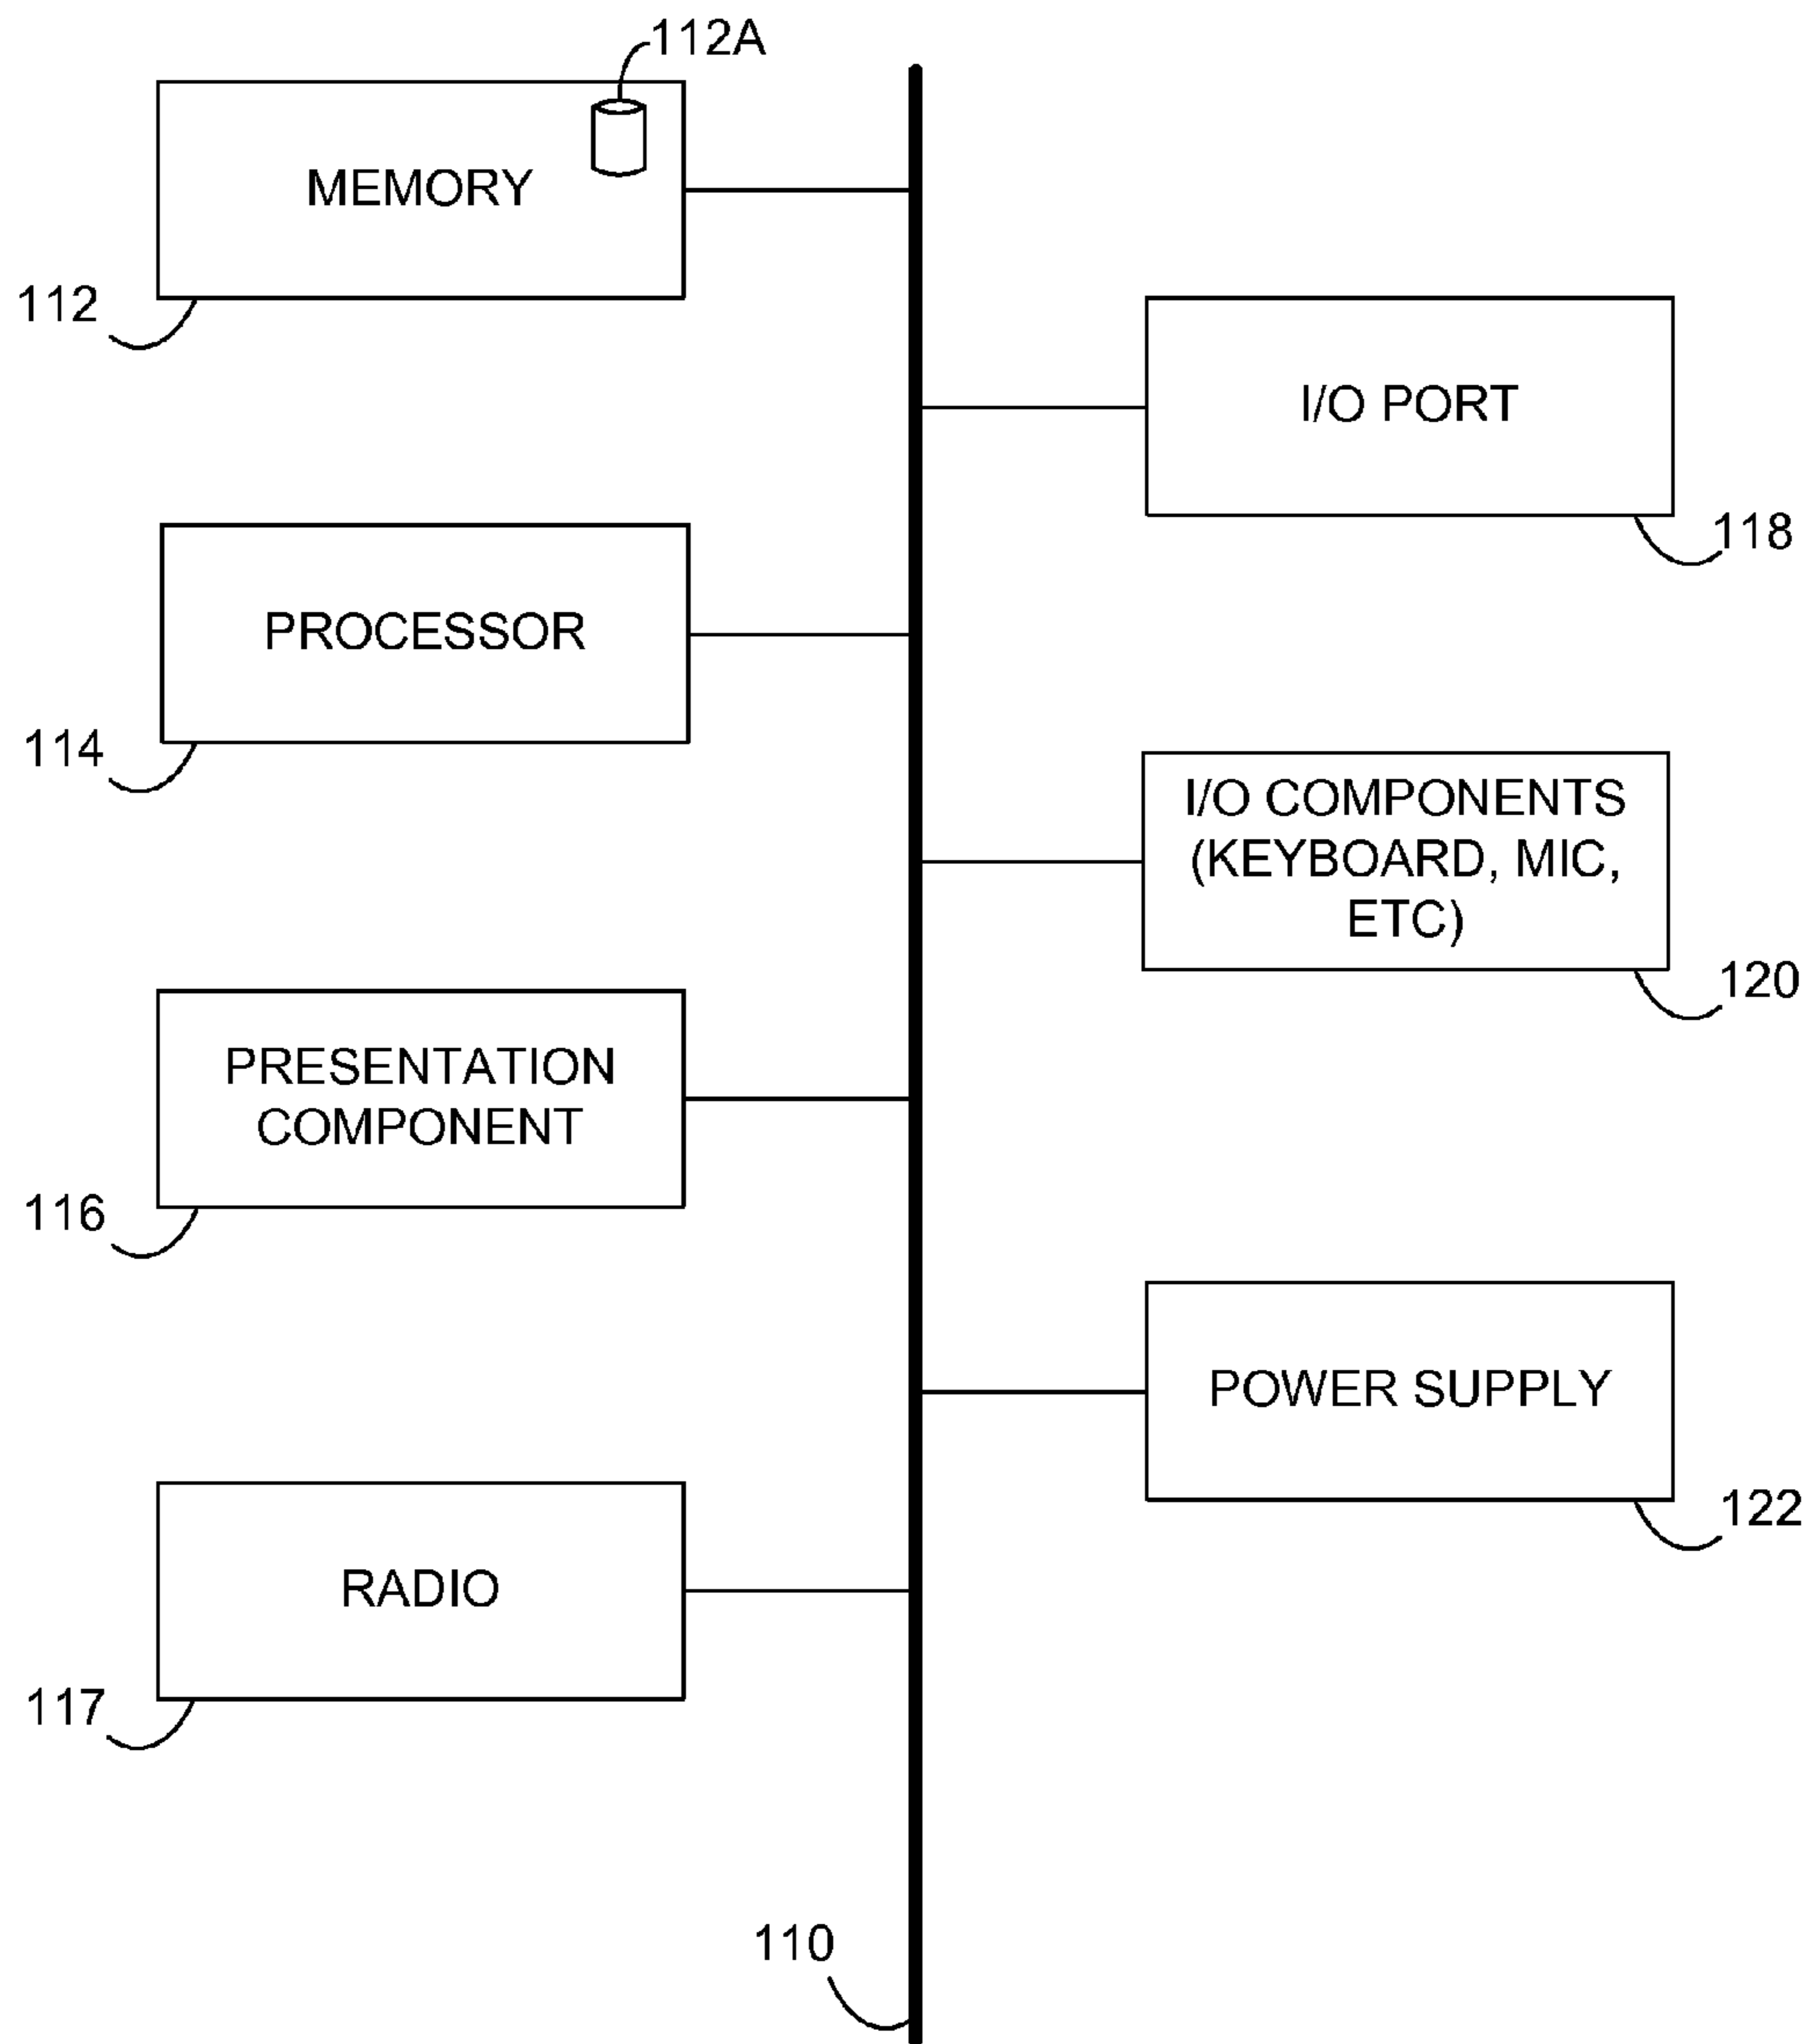 112A
MEMORY
112
I/O PORT
118
PROCESSOR
114
I/O COMPONENTS
(KEYBOARD, MIC,
ETC)
120
PRESENTATION
COMPONENT
116
POWER SUPPLY
122
RADIO
117
110